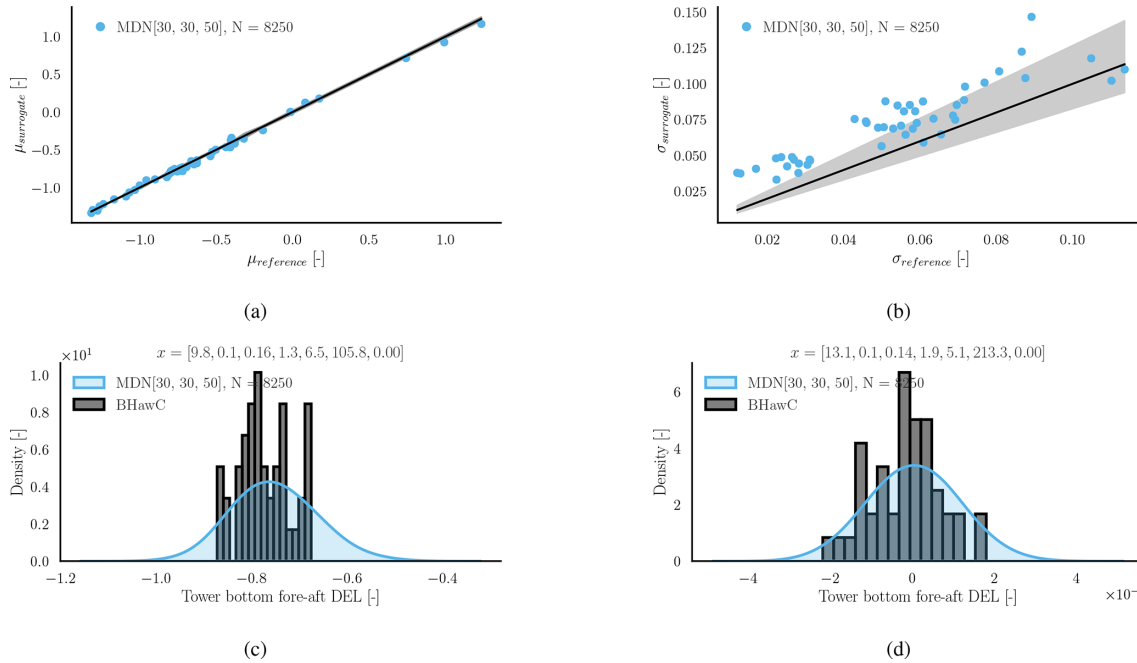 MDN[30, 30, 50], N = 8250
1.0
0.5
0.0
−0.5
−1.0
μsurrogate [-]
−1.0 −0.5 0.0 0.5 1.0
μreference [-]
(a)
MDN[30, 30, 50], N = 8250
0.150
0.125
0.100
0.075
0.050
0.025
σsurrogate [-]
0.02 0.04 0.06 0.08 0.10
σreference [-]
(b)
×10¹
x = [9.8, 0.1, 0.16, 1.3, 6.5, 105.8, 0.00]
MDN[30, 30, 50], N = 8250
BHawC
1.0
0.8
0.6
0.4
0.2
0.0
Density [-]
−1.2 −1.0 −0.8 −0.6 −0.4
Tower bottom fore-aft DEL [-]
(c)
x = [13.1, 0.1, 0.14, 1.9, 5.1, 213.3, 0.00]
MDN[30, 30, 50], N = 8250
BHawC
6
4
2
0
Density [-]
−4 −2 0 2 4
×10⁻
Tower bottom fore-aft DEL [-]
(d)